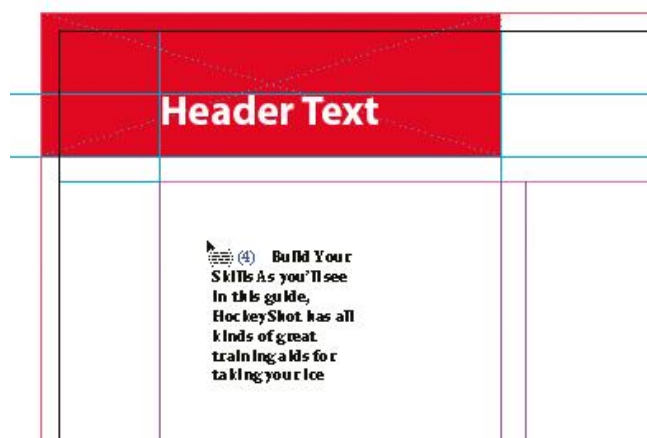 Header Text
(4) Build Your
Skills As you'll see
in this guide,
HockeyShot has all
kinds of great
training aids for
taking your ice